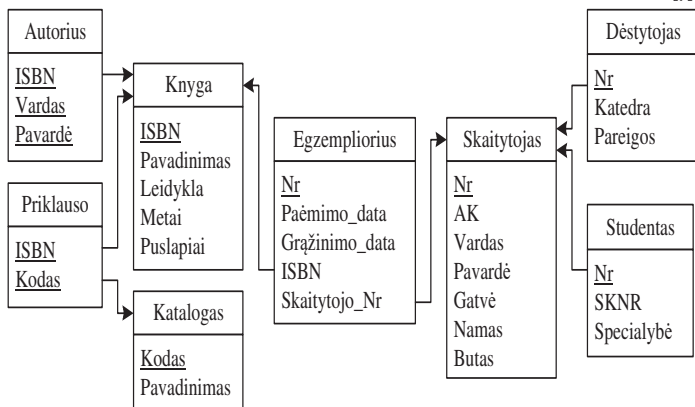 Autorius
ISBN
Vardas
Pavardė
Priklauso
ISBN
Kodas
Knyga
ISBN
Pavadinimas
Leidykla
Metai
Puslapiai
Katalogas
Kodas
Pavadinimas
Egzempliorius
Nr
Paėmimo_data
Grąžinimo_data
ISBN
Skaitytojo_Nr
Skaitytojas
Nr
AK
Vardas
Pavardė
Gatvė
Namas
Butas
Dėstytojas
Nr
Katedra
Pareigos
Studentas
Nr
SKNR
Specialybė